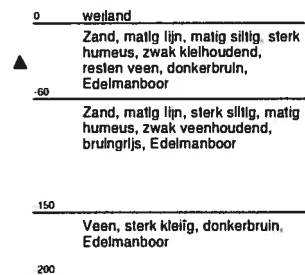 0 weiland
Zand, matig fijn, matig siltig, sterk
humeus, zwak kleihoudend,
resten veen, donkerbruin,
Edelmanboor
-60
Zand, matig fijn, sterk siltig, matig
humeus, zwak veenhoudend,
bruingrijs, Edelmanboor
-150
Veen, sterk kleiïg, donkerbruin,
Edelmanboor
200